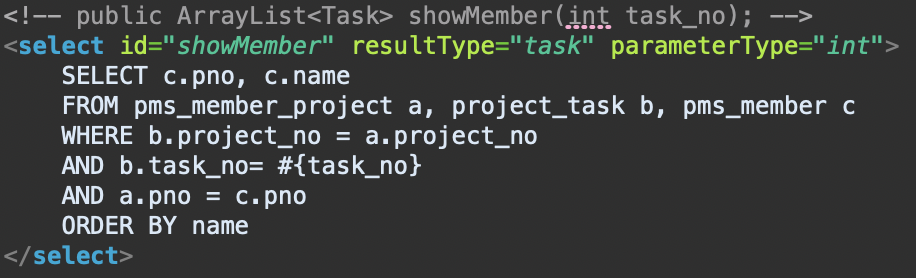 <!-- public ArrayList<Task> showMember(int task_no); -->
<select id="showMember" resultType="task" parameterType="int">
    SELECT c.pno, c.name
    FROM pms_member_project a, project_task b, pms_member c
    WHERE b.project_no = a.project_no
    AND b.task_no= #{task_no}
    AND a.pno = c.pno
    ORDER BY name
</select>